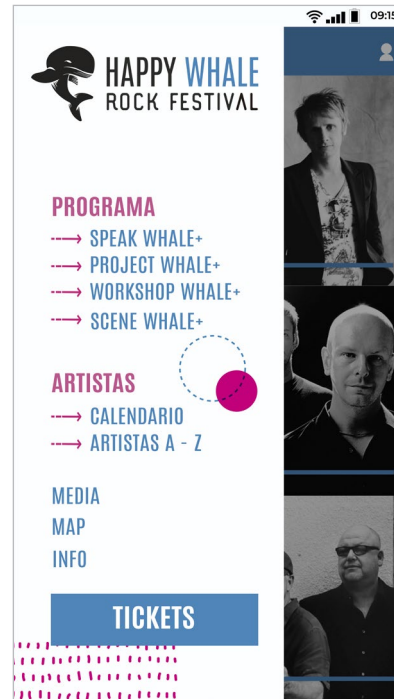 09:15
HAPPY WHALE
ROCK FESTIVAL
PROGRAMA
SPEAK WHALE+
PROJECT WHALE+
WORKSHOP WHALE+
SCENE WHALE+
ARTISTAS
CALENDARIO
ARTISTAS A - Z
MEDIA
MAP
INFO
TICKETS